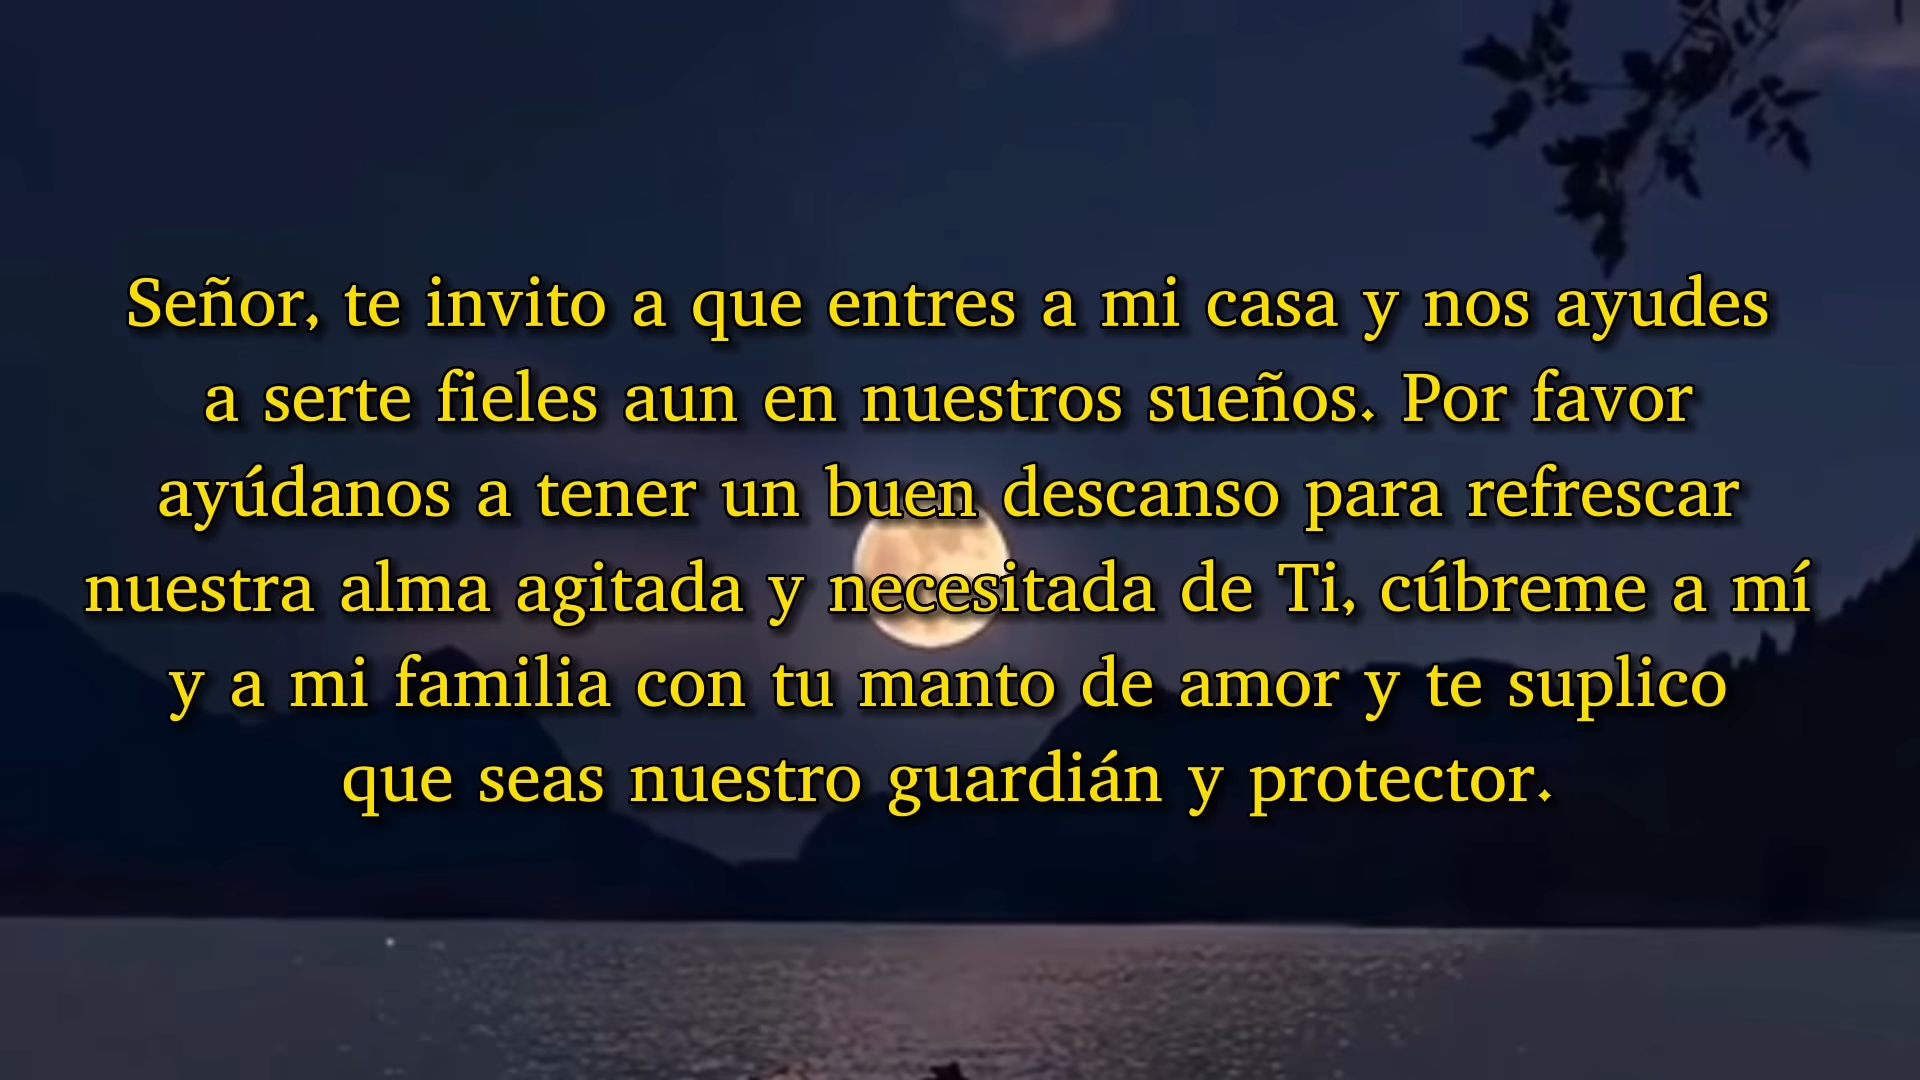 Señor, te invito a que entres a mi casa y nos ayudes
a serte fieles aun en nuestros sueños. Por favor
ayúdanos a tener un buen descanso para refrescar
nuestra alma agitada y necesitada de Ti, cúbreme a mí
y a mi familia con tu manto de amor y te suplico
que seas nuestro guardián y protector.